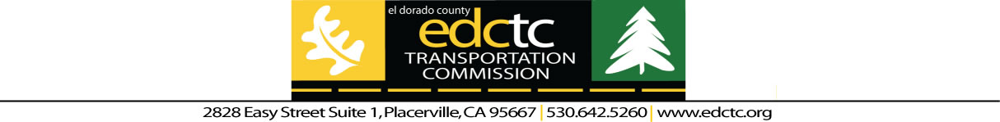 el dorado county
edctc
TRANSPORTATION
COMMISSION
2828 Easy Street Suite 1, Placerville, CA 95667 | 530.642.5260 | www.edctc.org